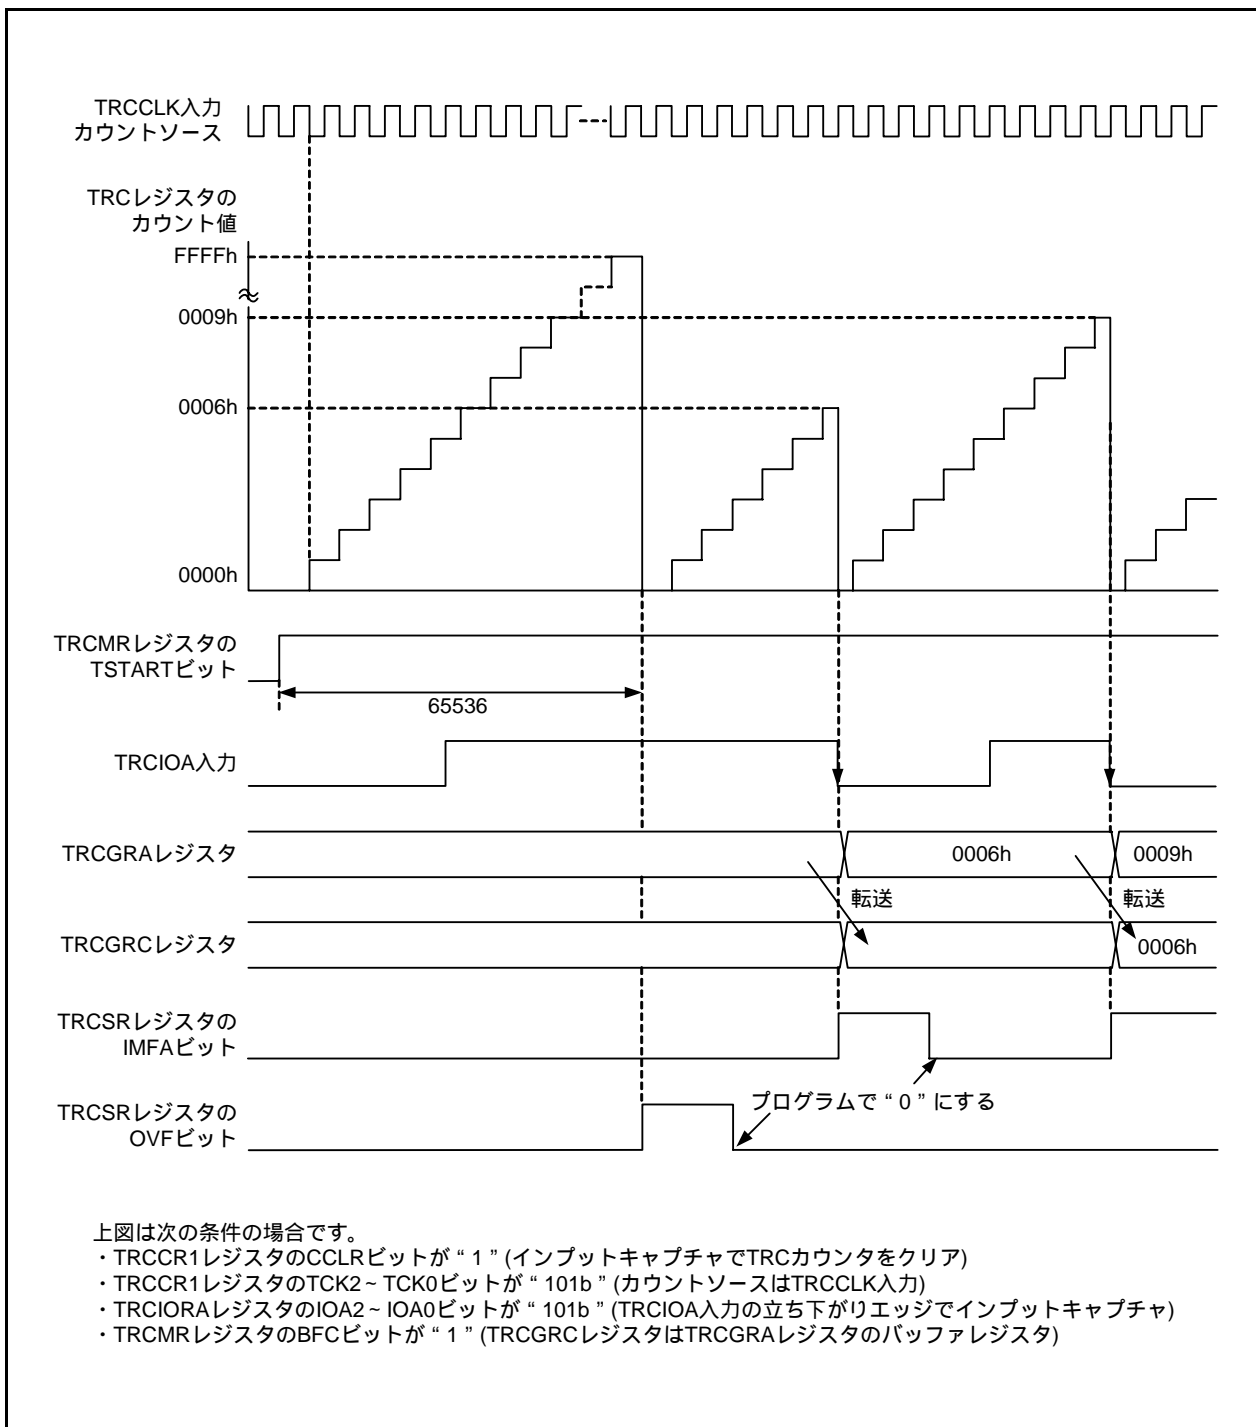 TRCCLK入力
カウントソース
TRCレジスタの
カウント値
FFFFh
0009h
0006h
0000h
TRCMRレジスタの
TSTARTビット
65536
TRCIOA入力
TRCGRAレジスタ
0006h
0009h
転送
転送
TRCGRCレジスタ
0006h
TRCSRレジスタの
IMFAビット
プログラムで“ 0 ”にする
TRCSRレジスタの
OVFビット
上図は次の条件の場合です。
・TRCCR1レジスタのCCLRビットが“ 1 ” (インプットキャプチャでTRCカウンタをクリア)
・TRCCR1レジスタのTCK2~TCK0ビットが“ 101b ” (カウントソースはTRCCLK入力)
・TRCIORAレジスタのIOA2~IOA0ビットが“ 101b ” (TRCIOA入力の立ち下がりエッジでインプットキャプチャ)
・TRCMRレジスタのBFCビットが“ 1 ” (TRCGRCレジスタはTRCGRAレジスタのバッファレジスタ)